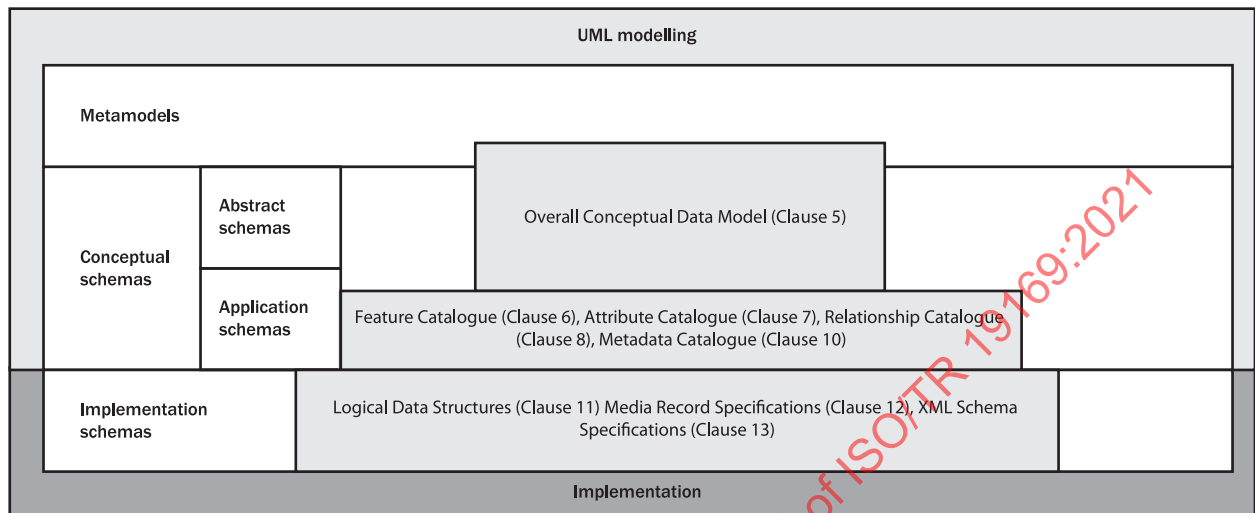 UML modelling
Metamodels
Abstract
schemas
Conceptual
schemas
Overall Conceptual Data Model (Clause 5)
Application
schemas
Feature Catalogue (Clause 6), Attribute Catalogue (Clause 7), Relationship Catalogue
(Clause 8), Metadata Catalogue (Clause 10)
Implementation
schemas
Logical Data Structures (Clause 11) Media Record Specifications (Clause 12), XML Schema
Specifications (Clause 13)
Implementation
of ISO/TR 19169:2021